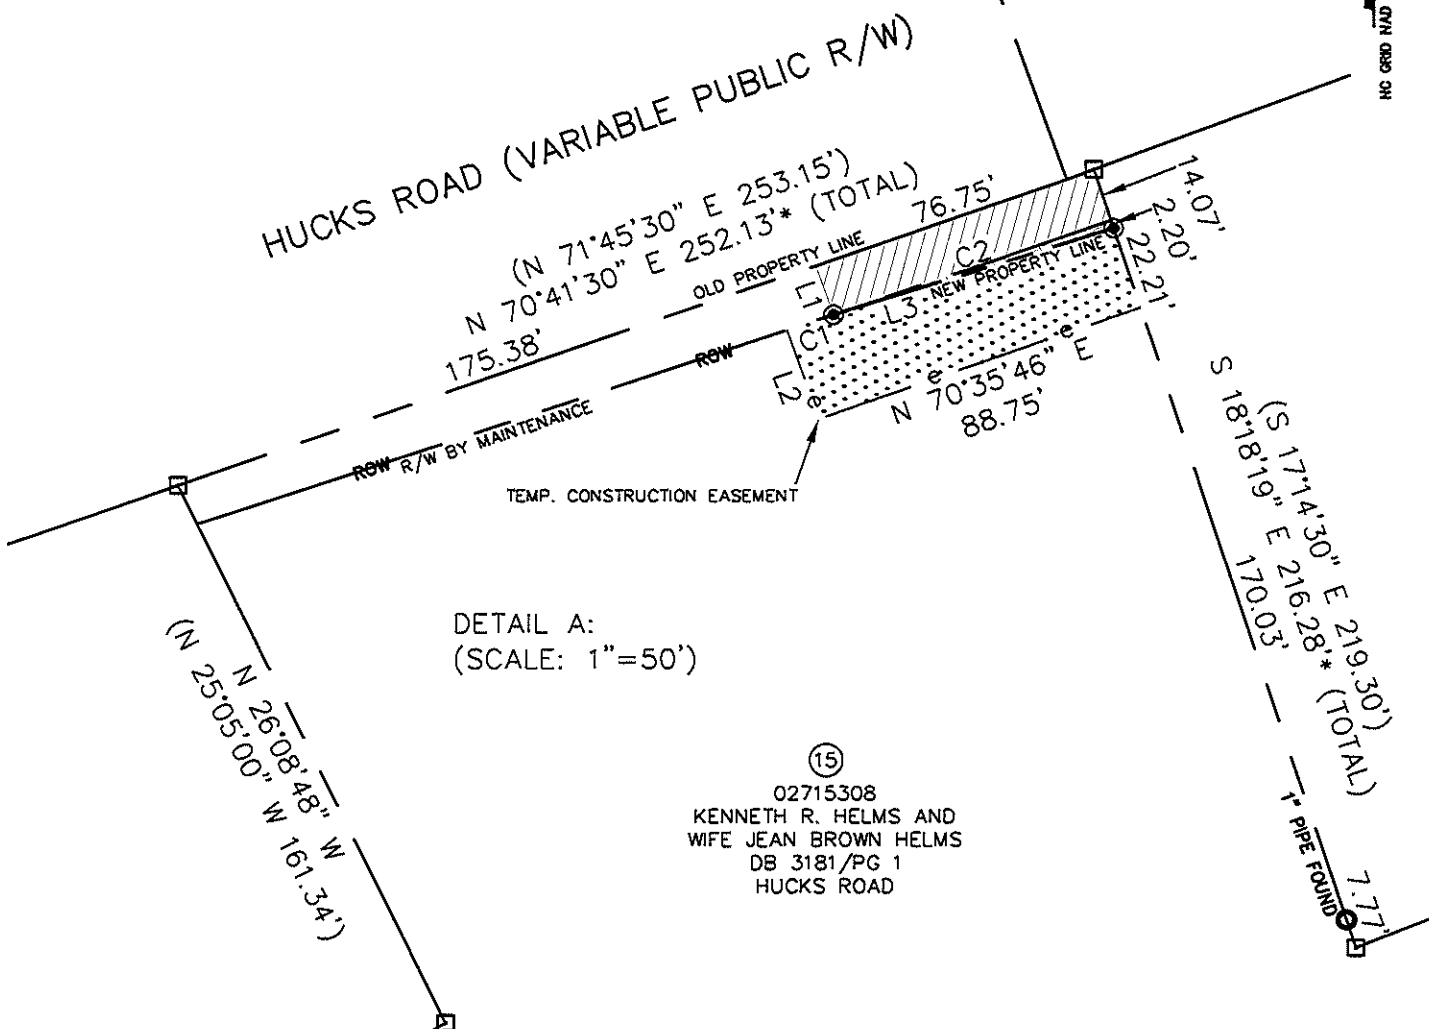 NC GRID NAD
HUCKS ROAD (VARIABLE PUBLIC R/W)
(N 71°45'30" E 253.15')
N 70°41'30" E 252.13'* (TOTAL)
175.38'
OLD PROPERTY LINE
76.75'
14.07'
2.20'
22.21'
L1
C2
L3
NEW PROPERTY LINE
C1
L2
e
e
e
N 70°35'46" E
88.75'
ROW
ROW
R/W BY MAINTENANCE
TEMP. CONSTRUCTION EASEMENT
(S 17°14'30" E 219.30')
S 18°18'19" E 216.28'* (TOTAL)
170.03'
DETAIL A:
(SCALE: 1"=50')
N 26°08'48" W
(N 25°05'00" W 161.34')
15
02715308
KENNETH R. HELMS AND
WIFE JEAN BROWN HELMS
DB 3181/PG 1
HUCKS ROAD
1" PIPE FOUND
7.77'